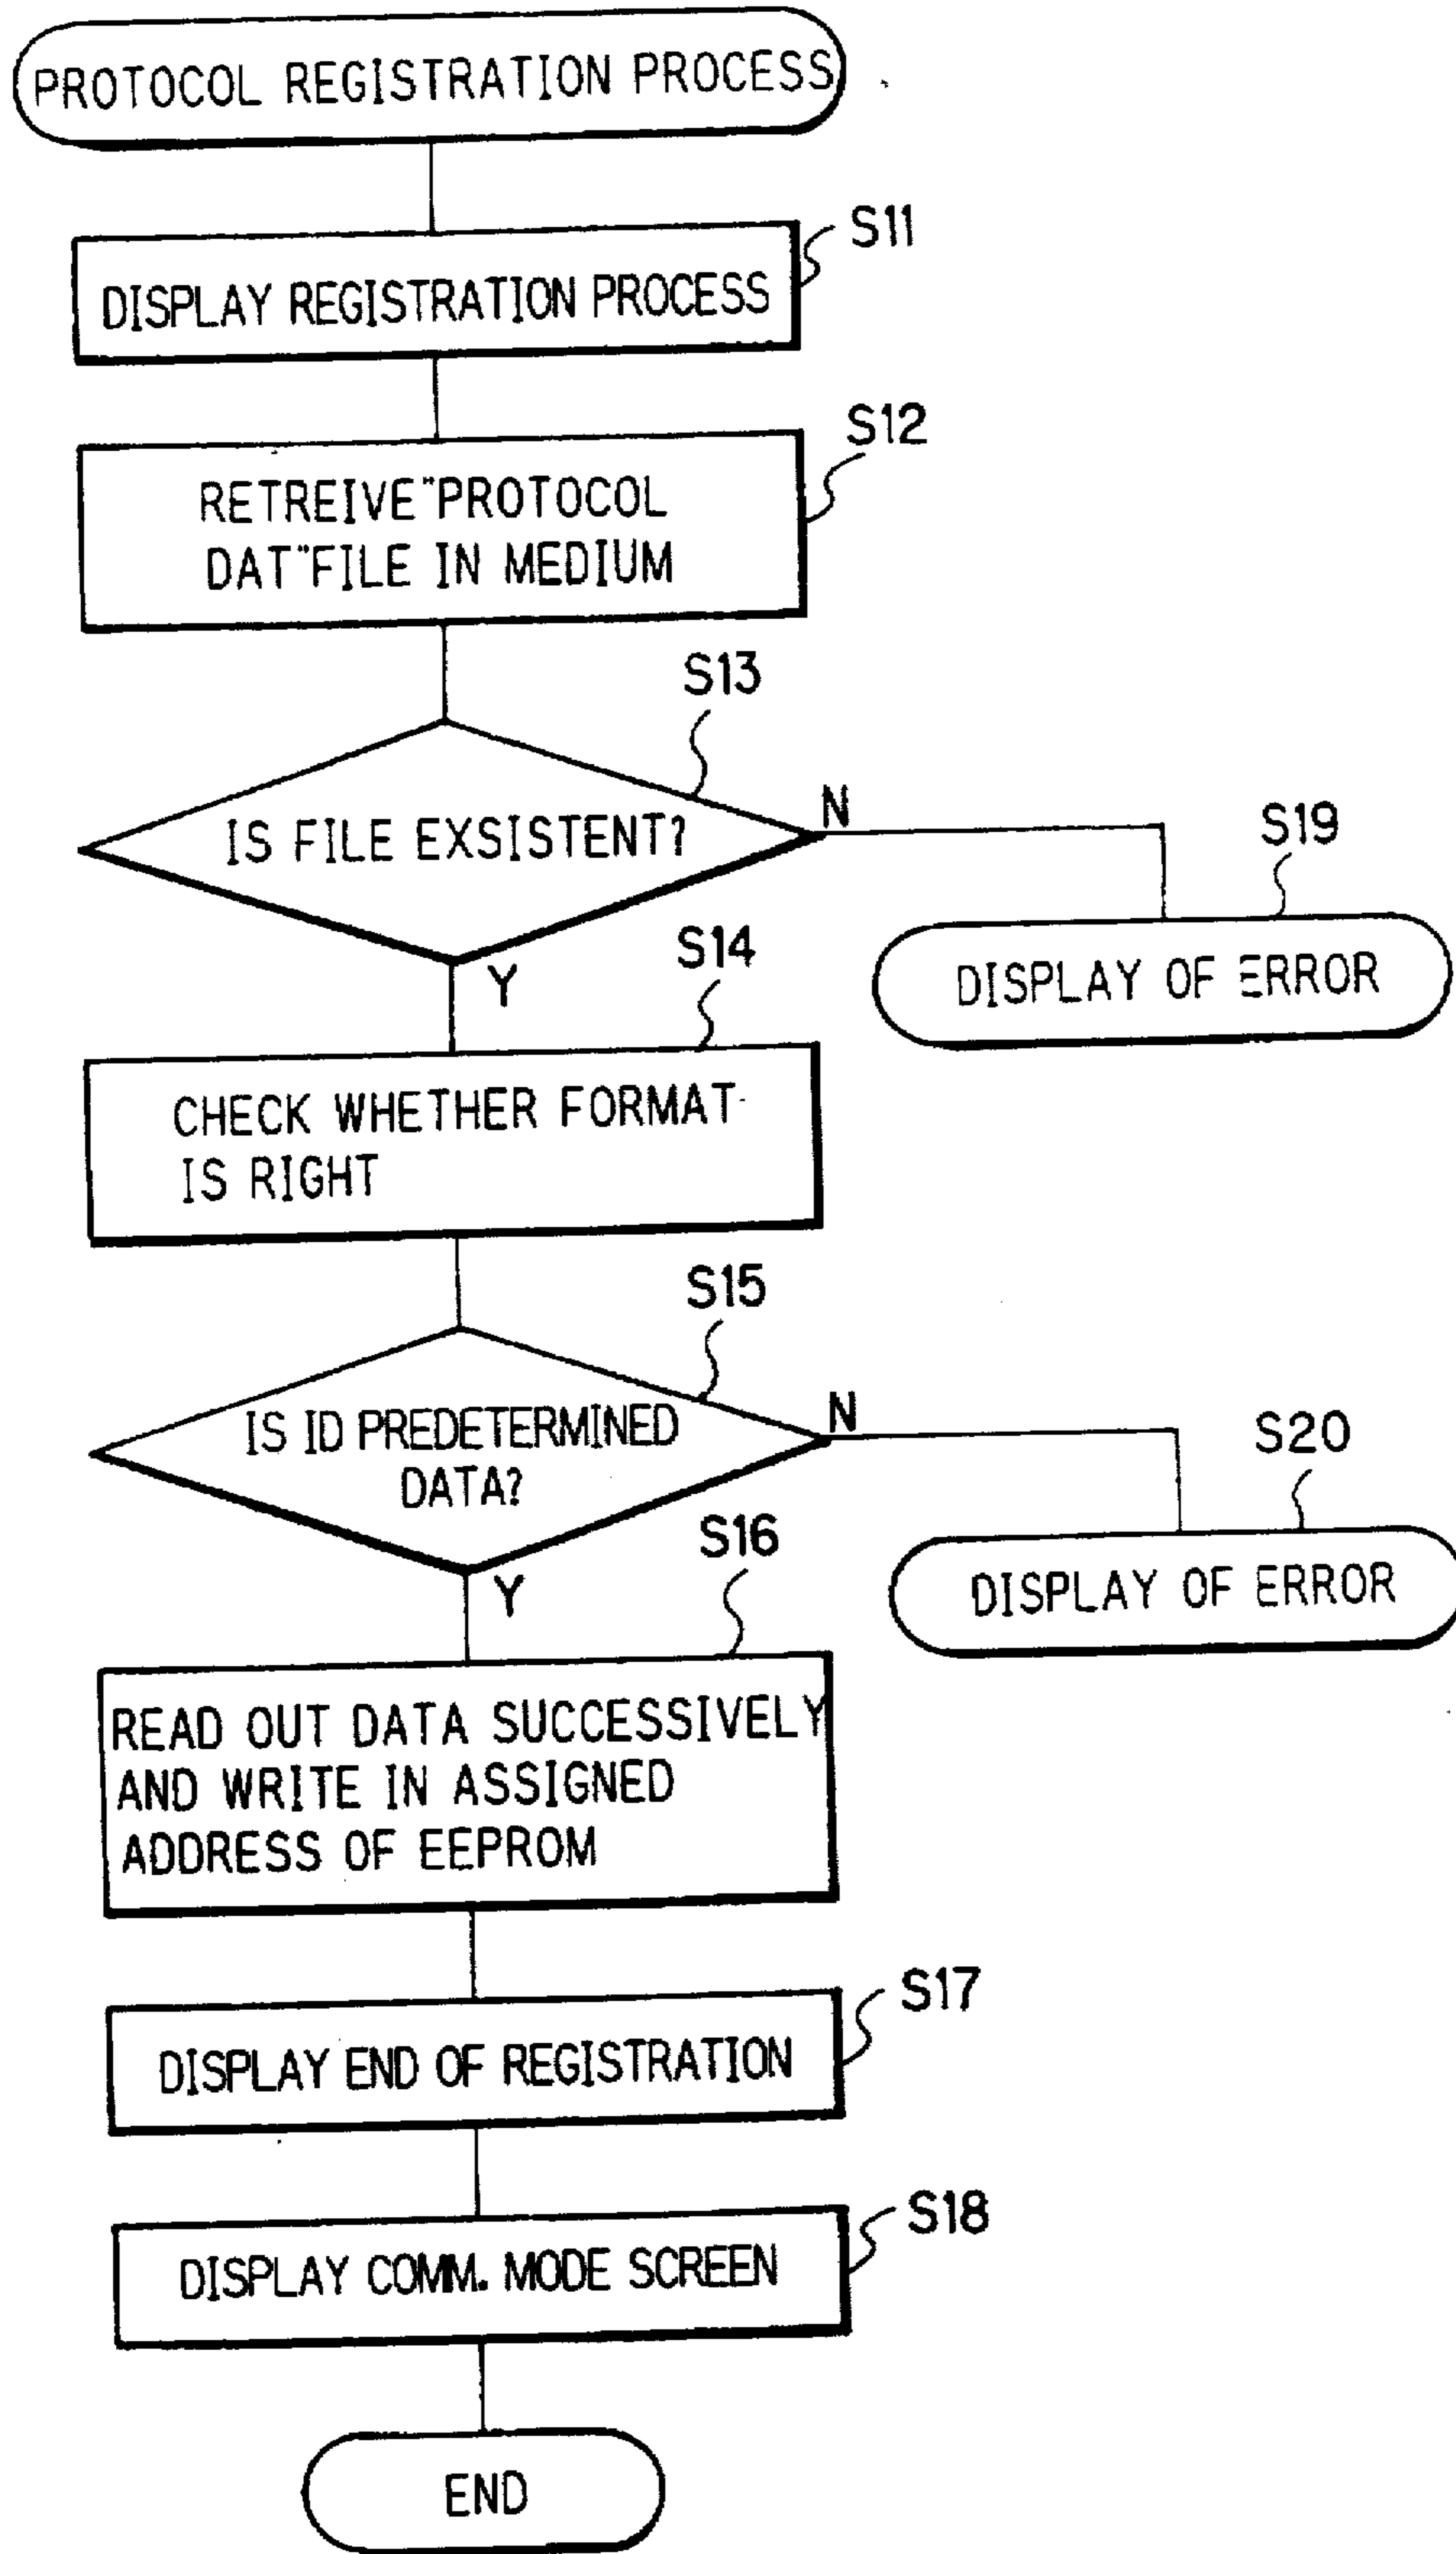 PROTOCOL REGISTRATION PROCESS
S11
DISPLAY REGISTRATION PROCESS
S12
RETREIVE"PROTOCOL
DAT"FILE IN MEDIUM
S13
IS FILE EXSISTENT?
N
S19
DISPLAY OF ERROR
Y
S14
CHECK WHETHER FORMAT
IS RIGHT
S15
IS ID PREDETERMINED
DATA?
N
S20
DISPLAY OF ERROR
Y
S16
READ OUT DATA SUCCESSIVELY
AND WRITE IN ASSIGNED
ADDRESS OF EEPROM
S17
DISPLAY END OF REGISTRATION
S18
DISPLAY COMM. MODE SCREEN
END